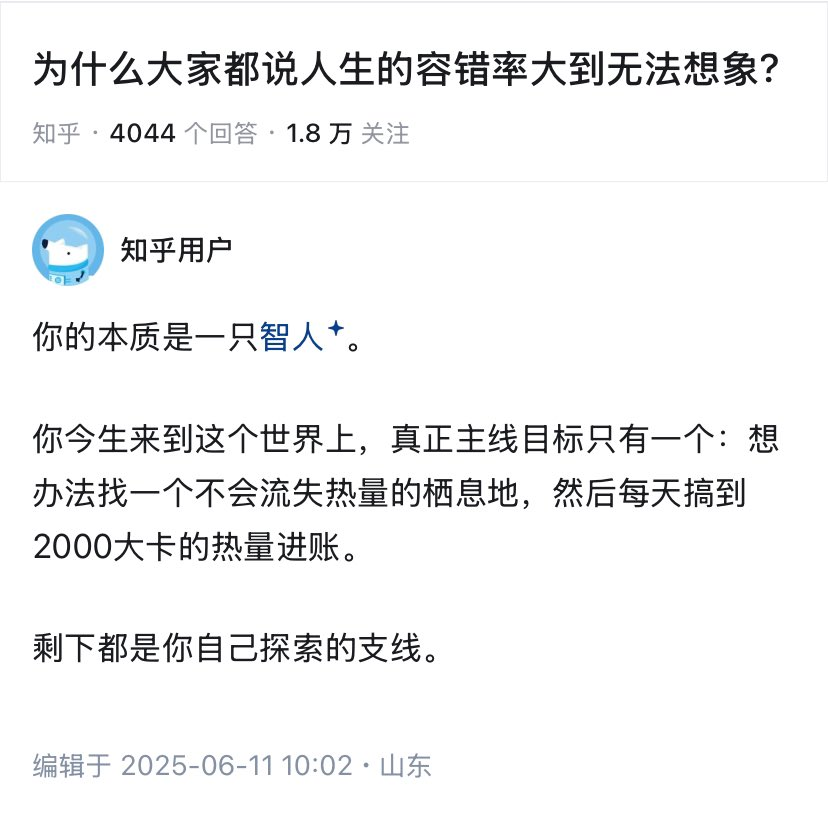 为什么大家都说人生的容错率大到无法想象?
知乎 · 4044 个回答 · 1.8 万 关注
知乎用户
你的本质是一只智人。
你今生来到这个世界上，真正主线目标只有一个：想
办法找一个不会流失热量的栖息地，然后每天搞到
2000大卡的热量进账。
剩下都是你自己探索的支线。
编辑于 2025-06-11 10:02 · 山东